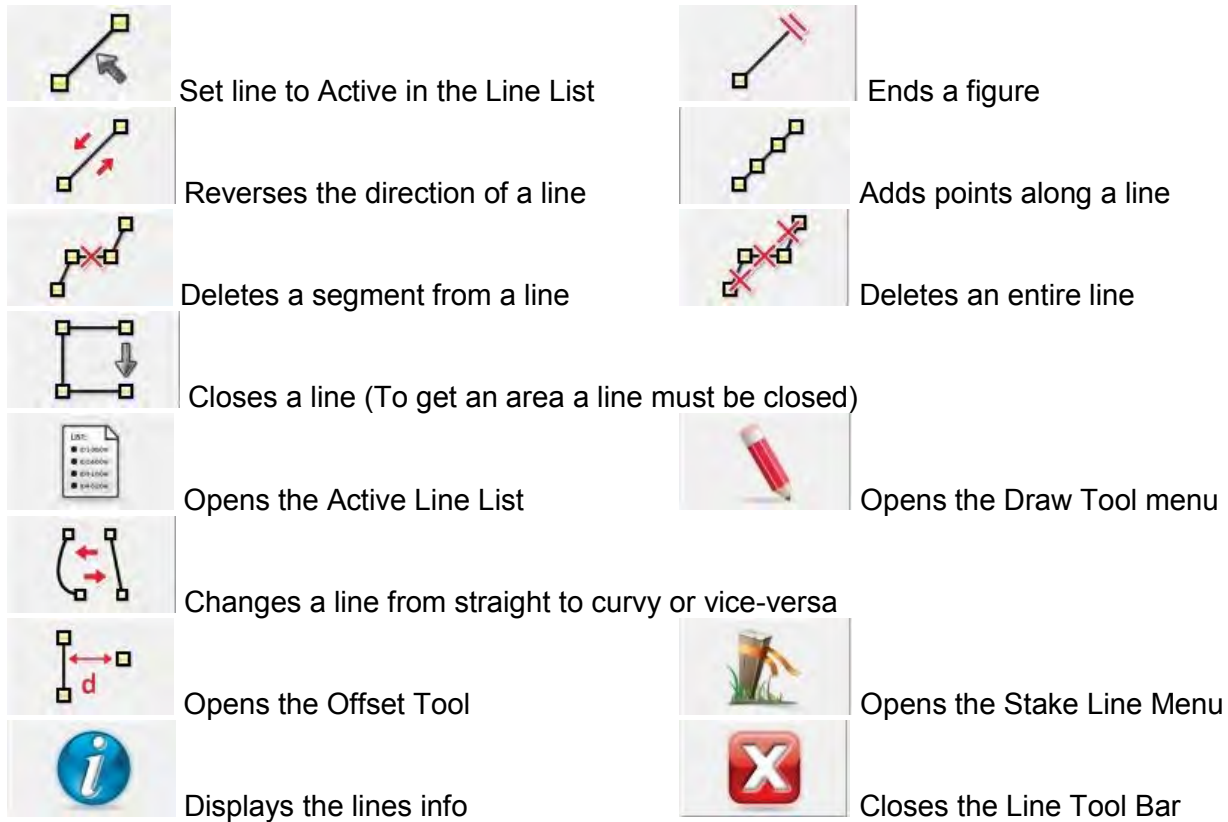 Set line to Active in the Line List
Ends a figure
Reverses the direction of a line
Adds points along a line
Deletes a segment from a line
Deletes an entire line
Closes a line (To get an area a line must be closed)
LIST:
Opens the Active Line List
Opens the Draw Tool menu
Changes a line from straight to curvy or vice-versa
d
Opens the Offset Tool
Opens the Stake Line Menu
i
Displays the lines info
X
Closes the Line Tool Bar